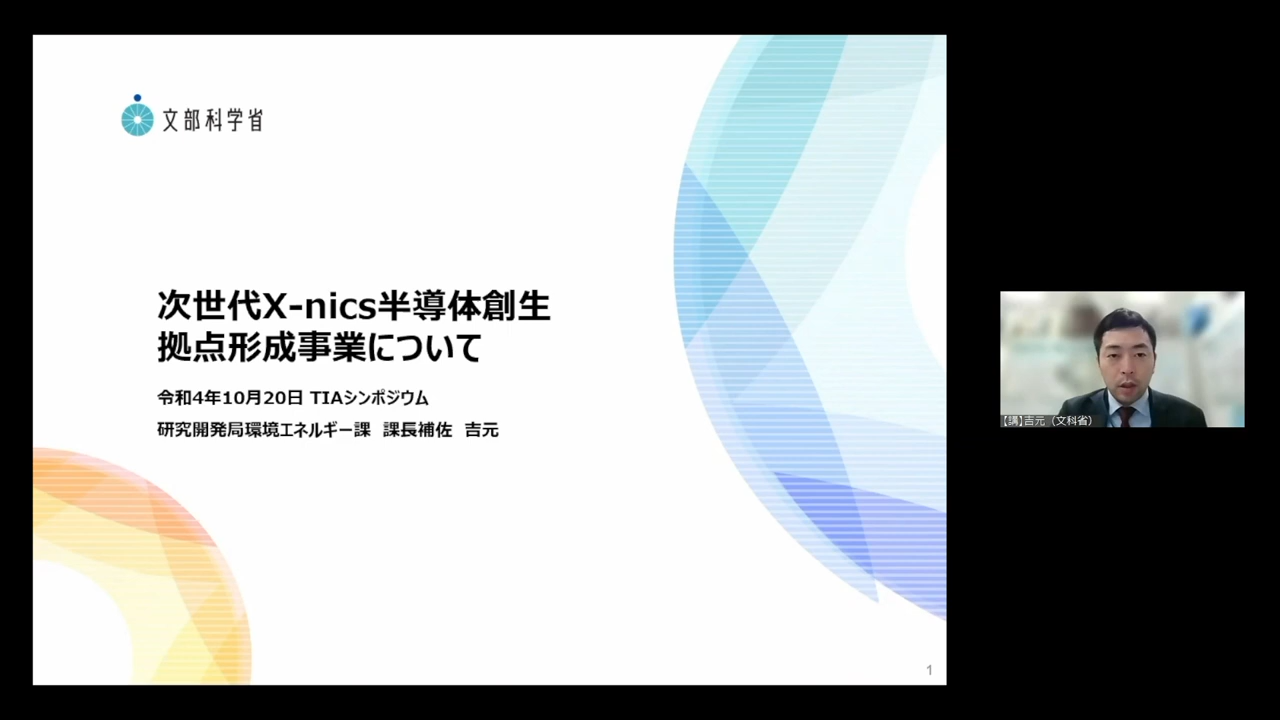 文部科学省
次世代X-nics半導体創生
拠点形成事業について
令和4年10月20日 TIAシンポジウム
研究開発局環境エネルギー課 課長補佐 吉元
1
【講】吉元（文科省）